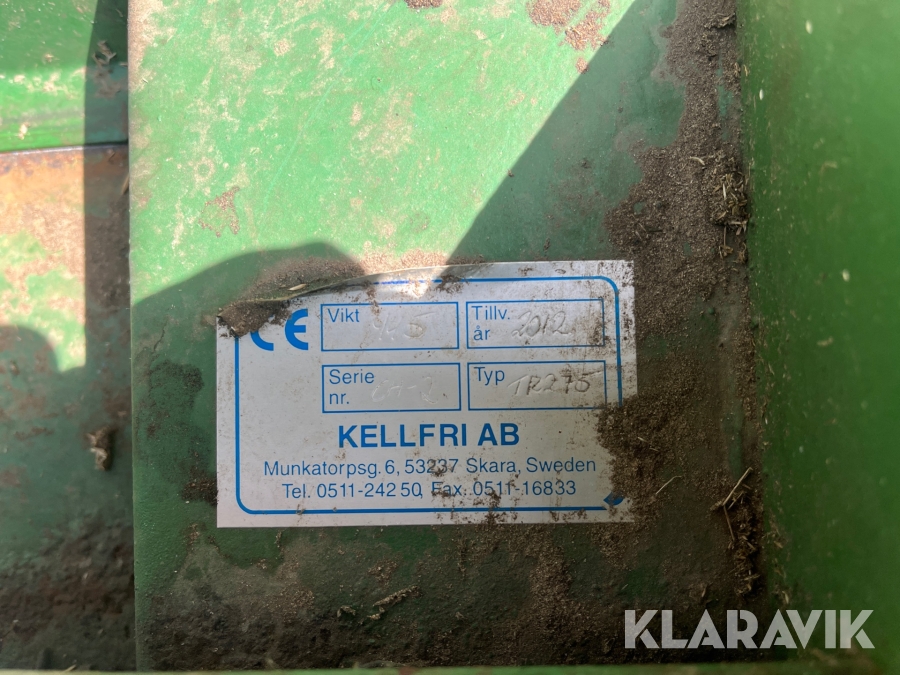 CE
Vikt
Tillv. år 2012
Serie nr.
Typ TR275
KELLFRI AB
Munkatorpsg. 6, 53237 Skara, Sweden
Tel. 0511-242 50, Fax. 0511-16833
KLARAVIK